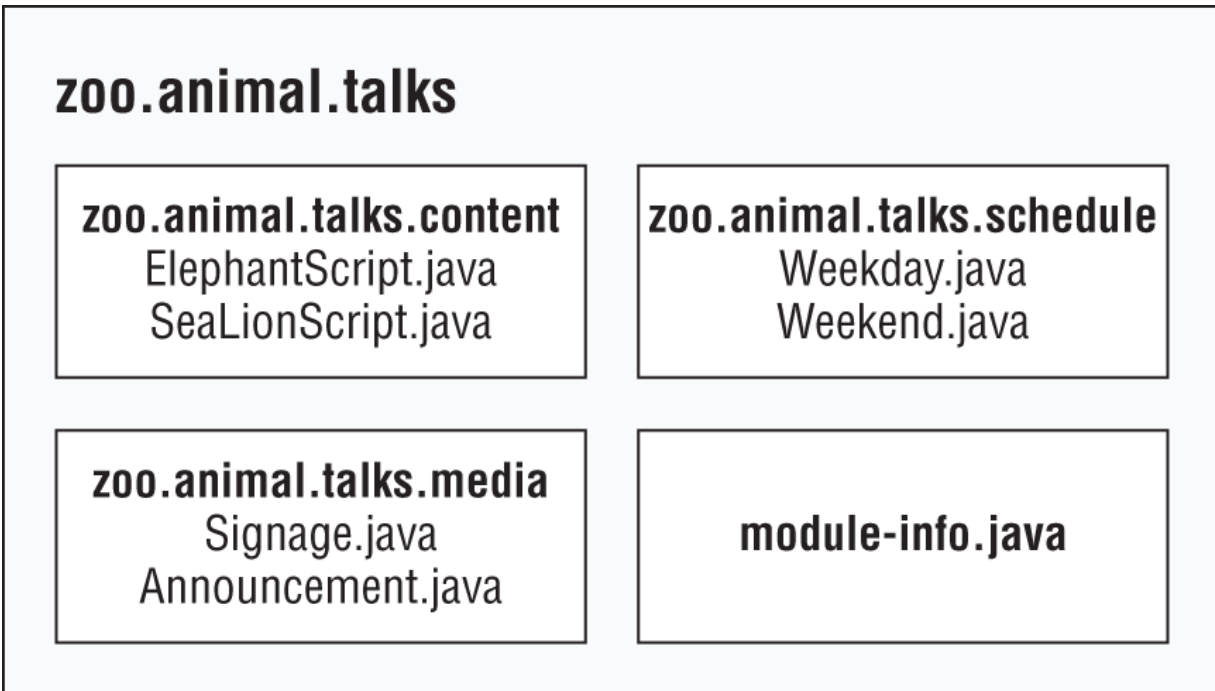 zoo.animal.talks
zoo.animal.talks.content
ElephantScript.java
SeaLionScript.java
zoo.animal.talks.schedule
Weekday.java
Weekend.java
zoo.animal.talks.media
Signage.java
Announcement.java
module-info.java